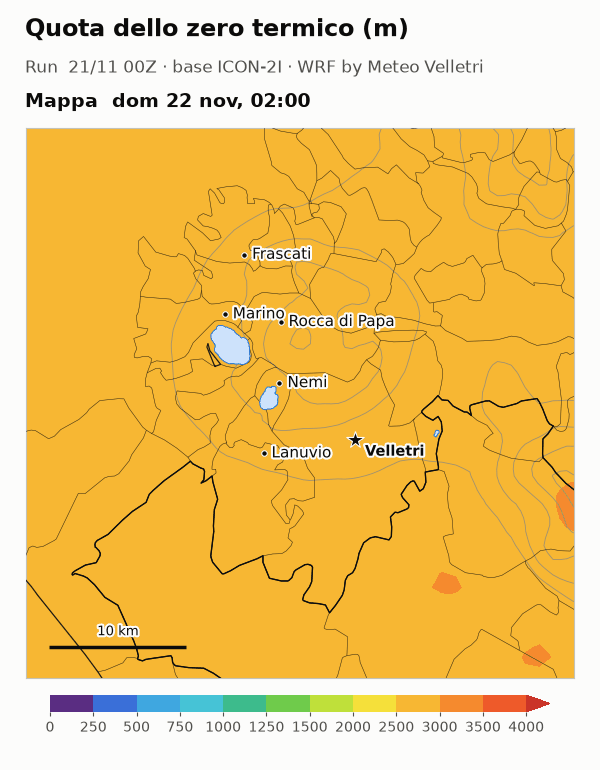 Quota dello zero termico (m)
Run 21/11 00Z · base ICON-2I · WRF by Meteo Velletri
Mappa dom 22 nov, 02:00
Frascati
Marino
Rocca di Papa
Nemi
Velletri
Lanuvio
10 km
0 250 500 750 1000 1250 1500 2000 2500 3000 3500 4000